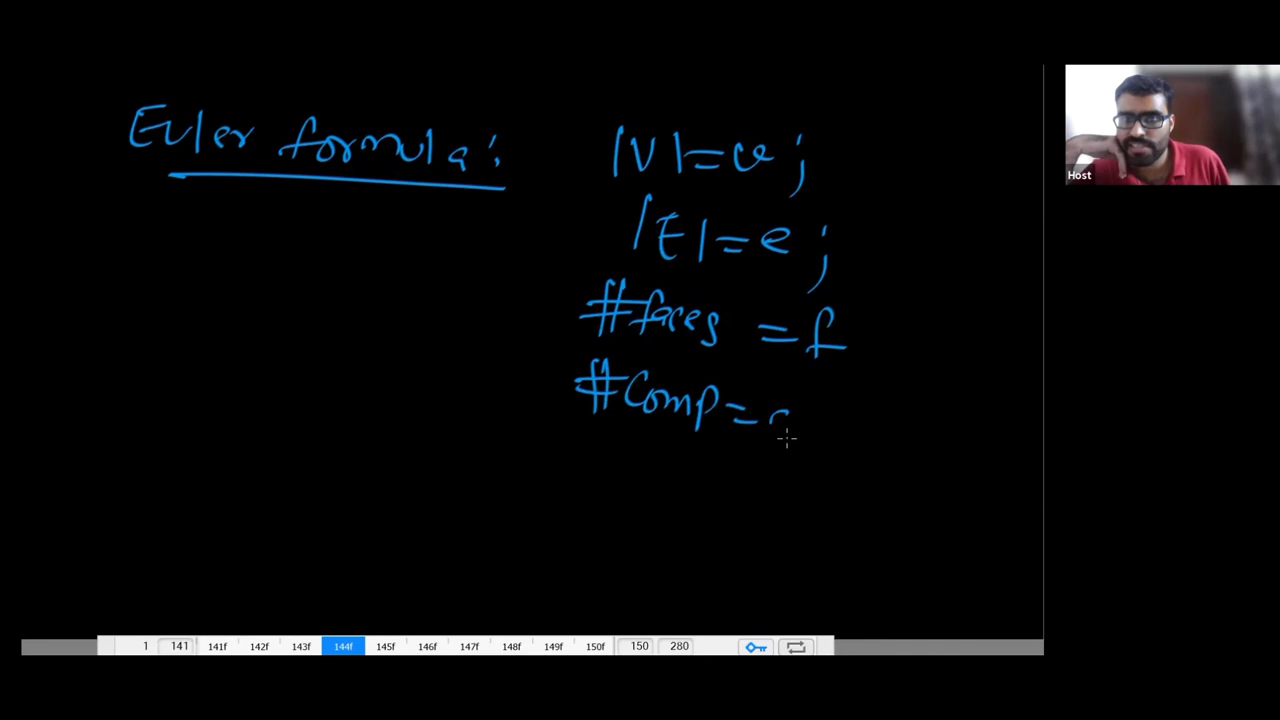 Euler formula:
|V|=v;
|E|=e;
#faces = f
#Comp=
Host
1 141 141f 142f 143f 144f 145f 146f 147f 148f 149f 150f 150 280